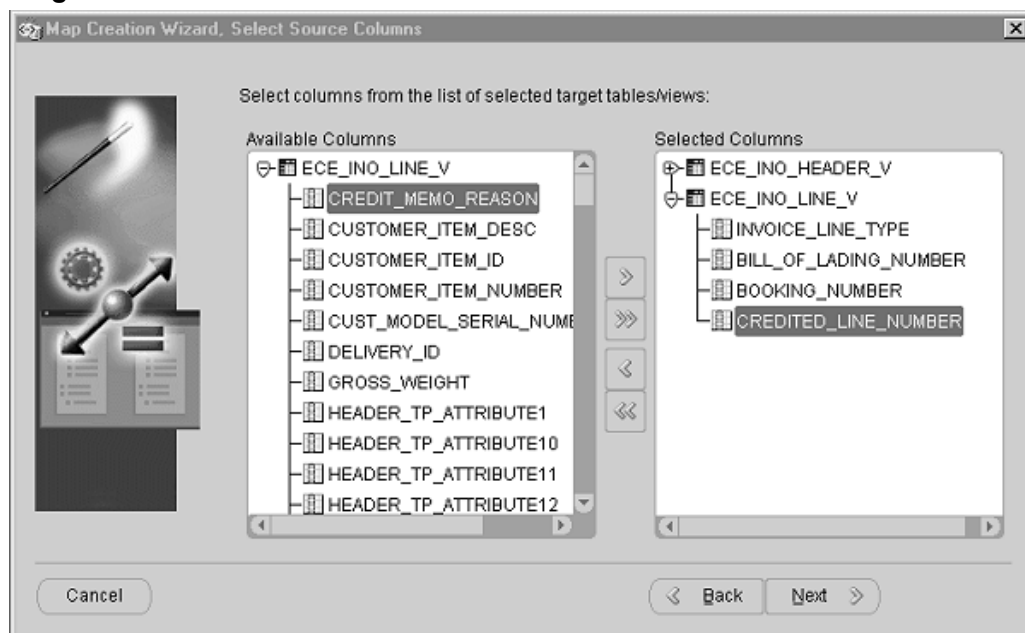 Map Creation Wizard, Select Source Columns
Select columns from the list of selected target tables/views:
Available Columns
ECE_INO_LINE_V
CREDIT_MEMO_REASON
CUSTOMER_ITEM_DESC
CUSTOMER_ITEM_ID
CUSTOMER_ITEM_NUMBER
CUST_MODEL_SERIAL_NUME
DELIVERY_ID
GROSS_WEIGHT
HEADER_TP_ATTRIBUTE1
HEADER_TP_ATTRIBUTE10
HEADER_TP_ATTRIBUTE11
HEADER_TP_ATTRIBUTE12
Selected Columns
ECE_INO_HEADER_V
ECE_INO_LINE_V
INVOICE_LINE_TYPE
BILL_OF_LADING_NUMBER
BOOKING_NUMBER
CREDITED_LINE_NUMBER
Cancel
Back
Next